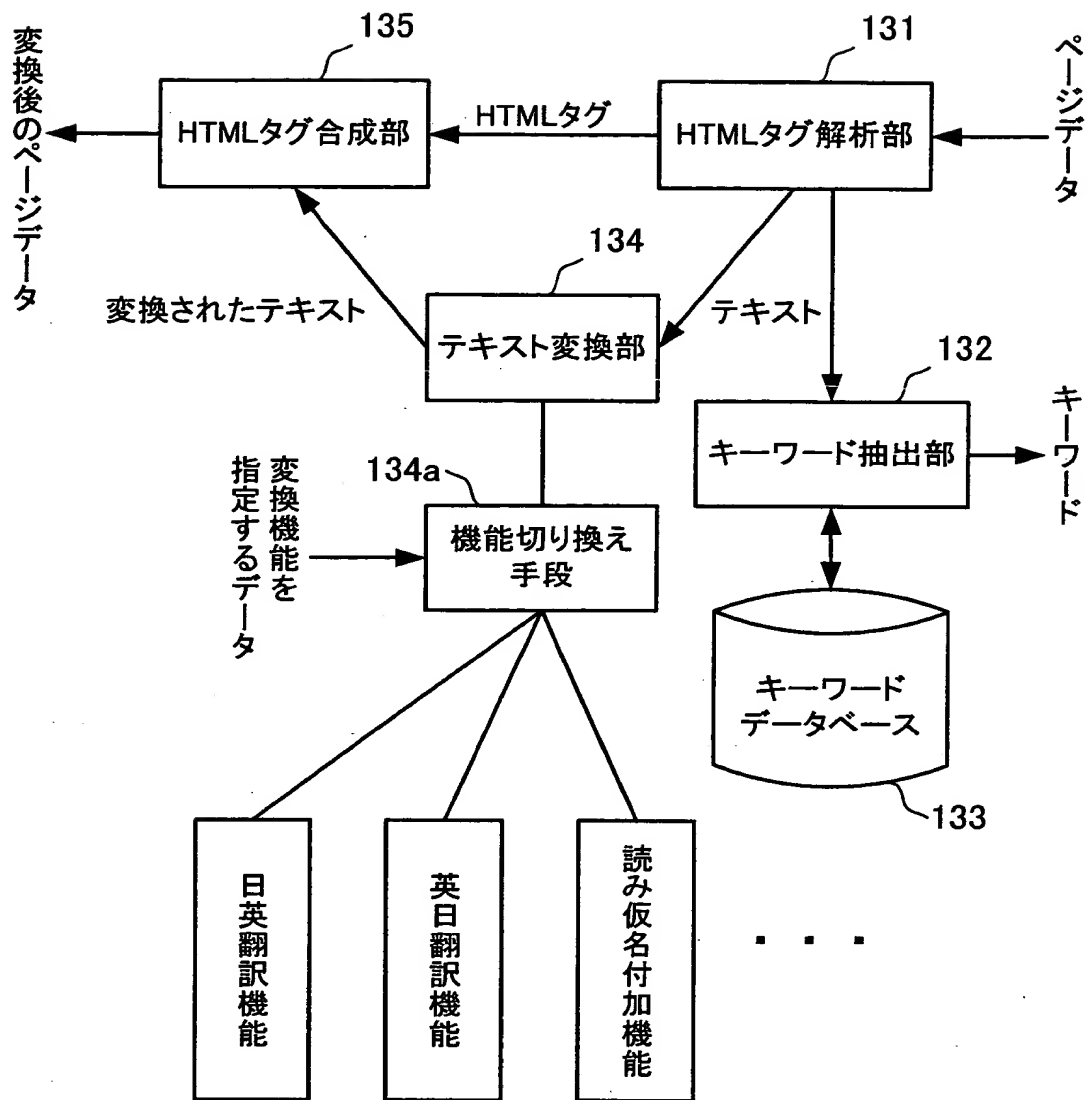 135
131
変換後のページデータ
HTMLタグ合成部
HTMLタグ
HTMLタグ解析部
ページデータ
134
変換されたテキスト
テキスト
テキスト変換部
132
キーワード抽出部
キーワード
変換機能を
指定するデータ
134a
機能切り換え
手段
キーワード
データベース
133
日英翻訳機能
英日翻訳機能
読み仮名付加機能
・・・